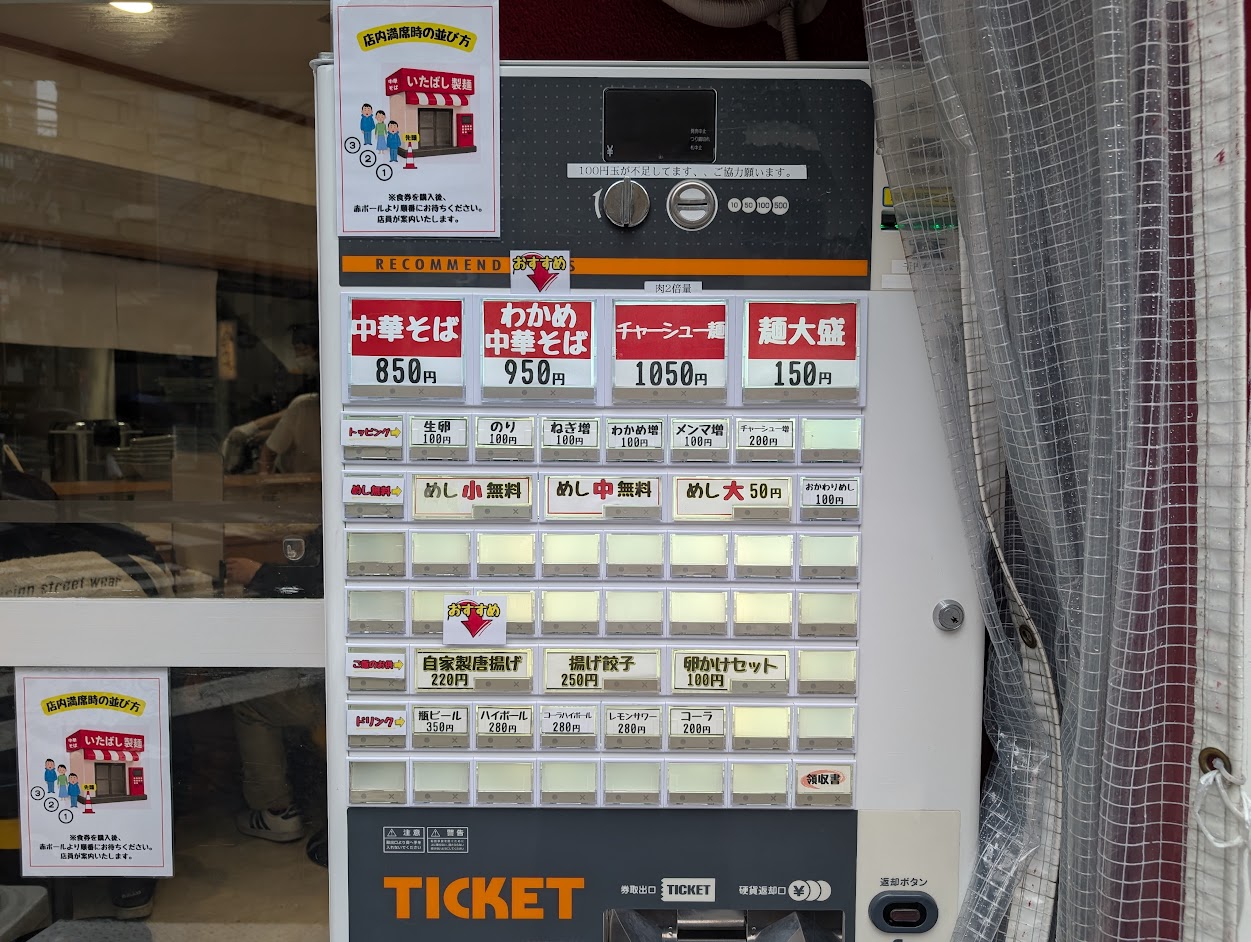 店内満席時の並び方
中華そば いたばし製麺
先頭
③
②
①
※食券を購入後、
赤ポールより順番にお待ちください。
店員が案内いたします。
¥
100円玉が不足してます、、ご協力願います。
10 50 100 500
RECOMMEND
おすすめ
肉2倍量
中華そば
850円
わかめ
中華そば
950円
チャーシュー麺
1050円
麺大盛
150円
トッピング
生卵
100円
のり
100円
ねぎ増
100円
わかめ増
100円
メンマ増
100円
チャーシュー増
200円
めし無料
めし小無料
めし中無料
めし大50円
おかわりめし
100円
おすすめ
ご飯のお供
自家製唐揚げ
220円
揚げ餃子
250円
卵かけセット
100円
ドリンク
瓶ビール
350円
ハイボール
280円
コーラハイボール
280円
レモンサワー
280円
コーラ
200円
領収書
注意
警告
TICKET
券取出口 TICKET
硬貨返却口 ¥
返却ボタン
street wear
店内満席時の並び方
中華そば いたばし製麺
先頭
③
②
①
※食券を購入後、
赤ポールより順番にお待ちください。
店員が案内いたします。